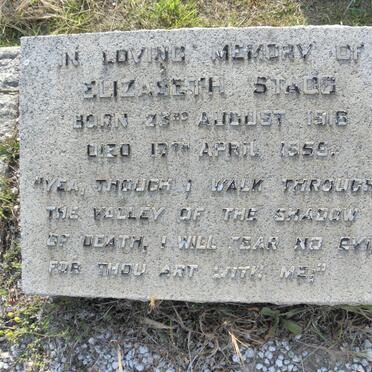 IN LOVING MEMORY OF
ELIZABETH STAGG
BORN 23RD AUGUST 1916
DIED 17TH APRIL 1959.
"YEA, THOUGH I WALK THROUGH
THE VALLEY OF THE SHADOW
OF DEATH, I WILL FEAR NO EVI
FOR THOU ART WITH ME,"